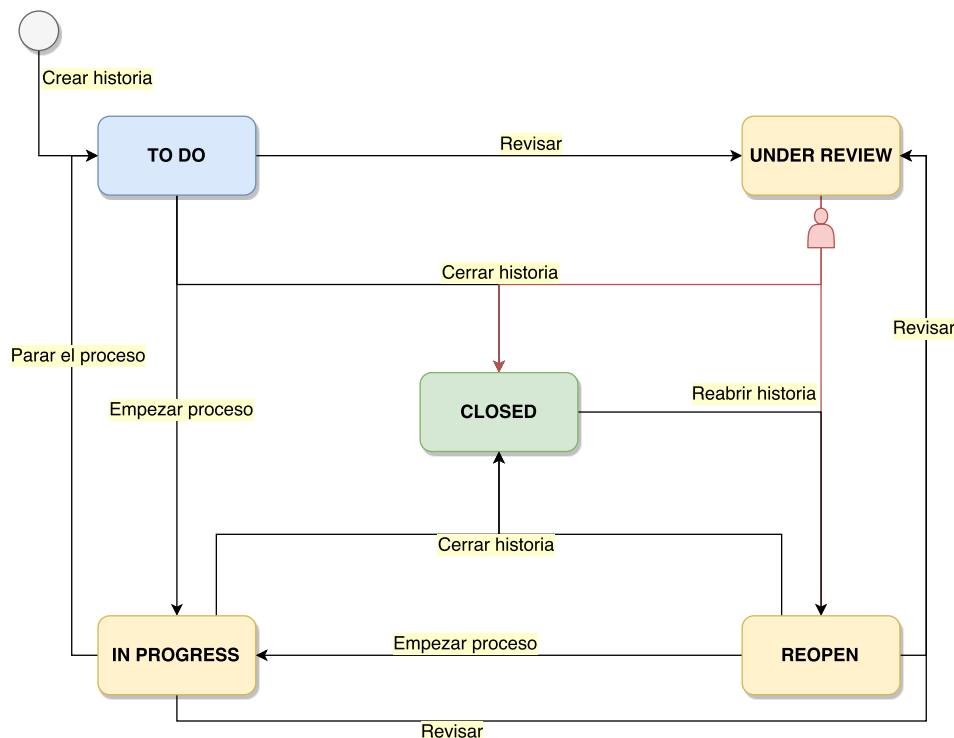 Crear historia
TO DO
Revisar
UNDER REVIEW
Cerrar historia
Revisar
Parar el proceso
Reabrir historia
Empezar proceso
CLOSED
Cerrar historia
Empezar proceso
IN PROGRESS
REOPEN
Revisar